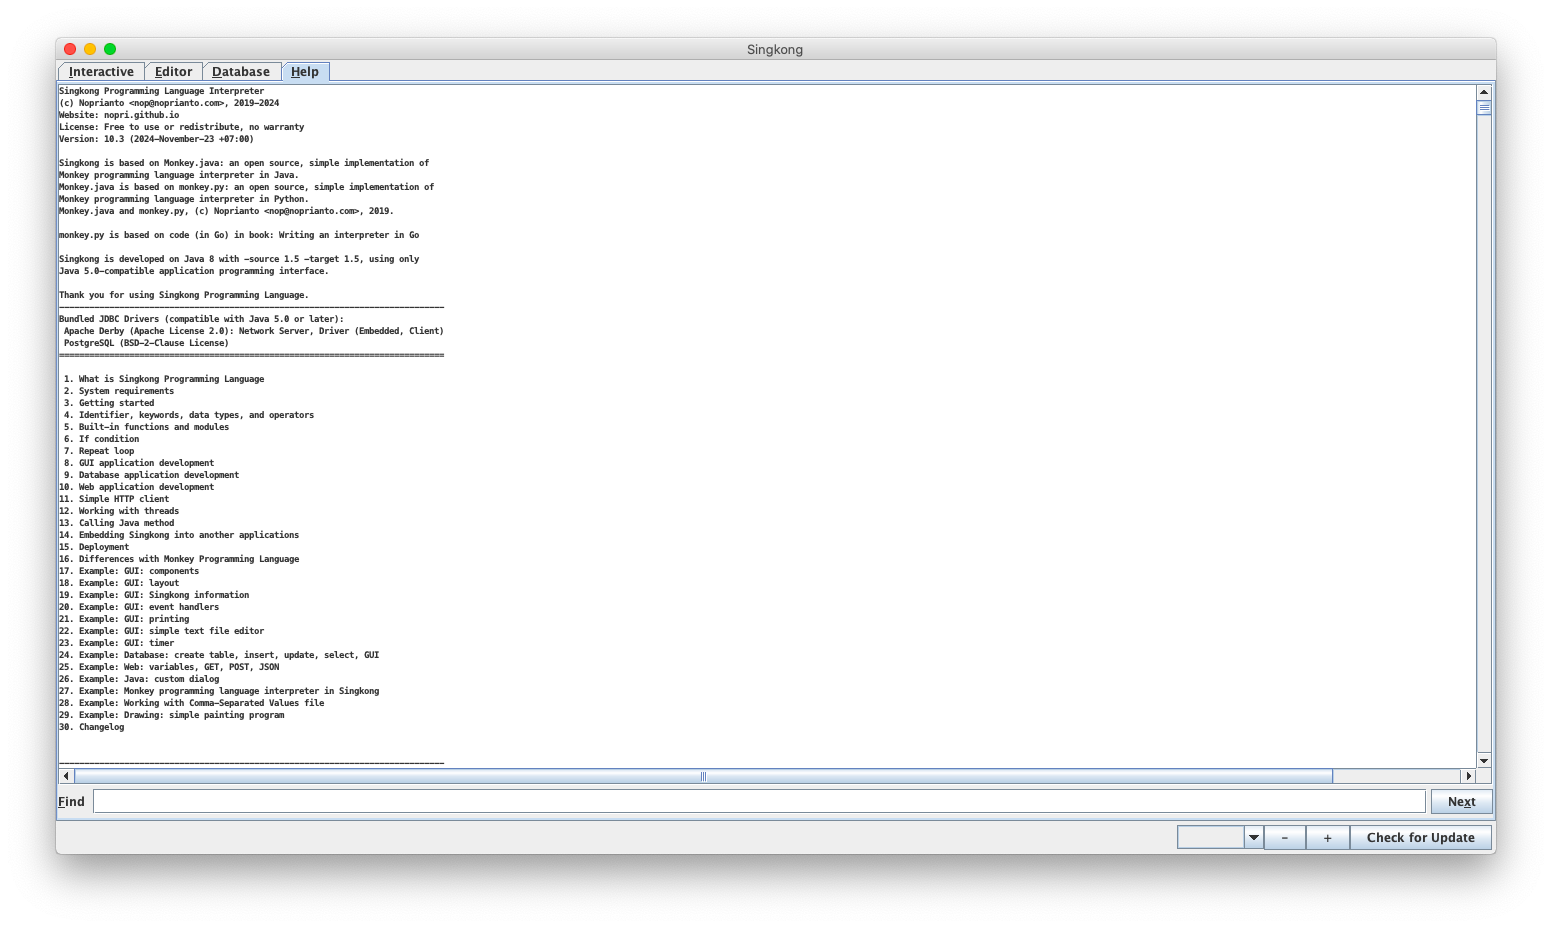 Singkong
Interactive Editor Database Help
Singkong Programming Language Interpreter
(c) Noprianto <nop@noprianto.com>, 2019-2024
Website: nopri.github.io
License: Free to use or redistribute, no warranty
Version: 10.3 (2024-November-23 +07:00)
Singkong is based on Monkey.java: an open source, simple implementation of
Monkey programming language interpreter in Java.
Monkey.java is based on monkey.py: an open source, simple implementation of
Monkey programming language interpreter in Python.
Monkey.java and monkey.py, (c) Noprianto <nop@noprianto.com>, 2019.
monkey.py is based on code (in Go) in book: Writing an interpreter in Go
Singkong is developed on Java 8 with -source 1.5 -target 1.5, using only
Java 5.0-compatible application programming interface.
Thank you for using Singkong Programming Language.
Bundled JDBC Drivers (compatible with Java 5.0 or later):
Apache Derby (Apache License 2.0): Network Server, Driver (Embedded, Client)
PostgreSQL (BSD-2-Clause License)
1. What is Singkong Programming Language
2. System requirements
3. Getting started
4. Identifier, keywords, data types, and operators
5. Built-in functions and modules
6. If condition
7. Repeat loop
8. GUI application development
9. Database application development
10. Web application development
11. Simple HTTP client
12. Working with threads
13. Calling Java method
14. Embedding Singkong into another applications
15. Deployment
16. Differences with Monkey Programming Language
17. Example: GUI: components
18. Example: GUI: layout
19. Example: GUI: Singkong information
20. Example: GUI: event handlers
21. Example: GUI: printing
22. Example: GUI: simple text file editor
23. Example: GUI: timer
24. Example: Database: create table, insert, update, select, GUI
25. Example: Web: variables, GET, POST, JSON
26. Example: Java: custom dialog
27. Example: Monkey programming language interpreter in Singkong
28. Example: Working with Comma-Separated Values file
29. Example: Drawing: simple painting program
30. Changelog
Find Next
- + Check for Update